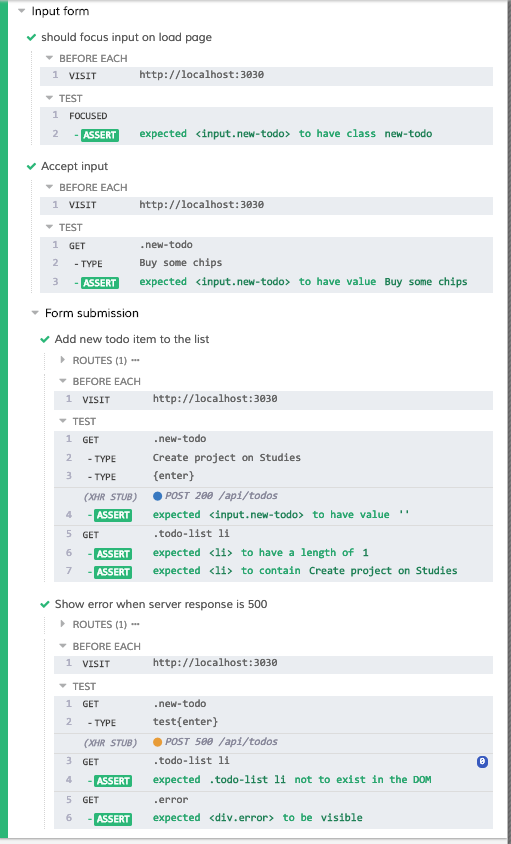 Input form
should focus input on load page
BEFORE EACH
1 VISIT http://localhost:3030
TEST
1 FOCUSED
2 - ASSERT expected <input.new-todo> to have class new-todo
Accept input
BEFORE EACH
1 VISIT http://localhost:3030
TEST
1 GET .new-todo
2 - TYPE Buy some chips
3 - ASSERT expected <input.new-todo> to have value Buy some chips
Form submission
Add new todo item to the list
ROUTES (1) ···
BEFORE EACH
1 VISIT http://localhost:3030
TEST
1 GET .new-todo
2 - TYPE Create project on Studies
3 - TYPE {enter}
(XHR STUB) POST 200 /api/todos
4 - ASSERT expected <input.new-todo> to have value ''
5 GET .todo-list li
6 - ASSERT expected <li> to have a length of 1
7 - ASSERT expected <li> to contain Create project on Studies
Show error when server response is 500
ROUTES (1) ···
BEFORE EACH
1 VISIT http://localhost:3030
TEST
1 GET .new-todo
2 - TYPE test{enter}
(XHR STUB) POST 500 /api/todos
3 GET .todo-list li 0
4 - ASSERT expected .todo-list li not to exist in the DOM
5 GET .error
6 - ASSERT expected <div.error> to be visible